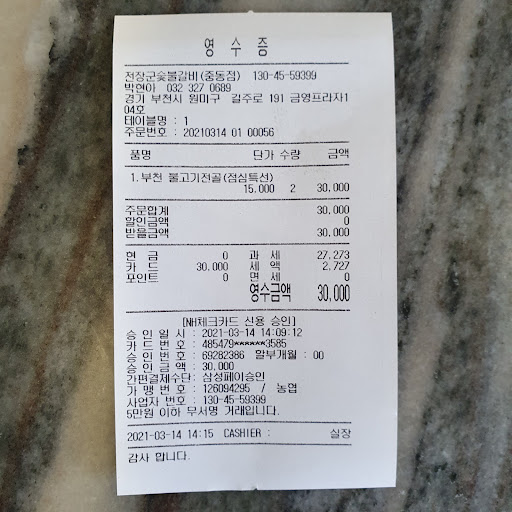 영 수 증
전장군숯불갈비(중동점) 130-45-59399
박현아 032 327 0689
경기 부천시 원미구 길주로 191 금영프라자1
04호
테이블명 : 1
주문번호 : 20210314 01 00056
품명 단가 수량 금액
1.부천 불고기전골(점심특선)
15.000 2 30.000
주문합계 30.000
할인금액 0
받을금액 30.000
현 금 0 과 세 27.273
카 드 30.000 세 액 2.727
포인트 0 면 세 0
영수금액 30,000
[NH체크카드 신용 승인]
승 인 일 시 : 2021-03-14 14:09:12
카 드 번 호 : 485479******3585
승 인 번 호 : 69282386 할부개월 : 00
승 인 금 액 : 30.000
간편결제수단: 삼성페이승인
가 맹 번 호 : 126094295 / 농협
사업자 번호 : 130-45-59399
5만원 이하 무서명 거래입니다.
2021-03-14 14:15 CASHIER : 실장
감사 합니다.